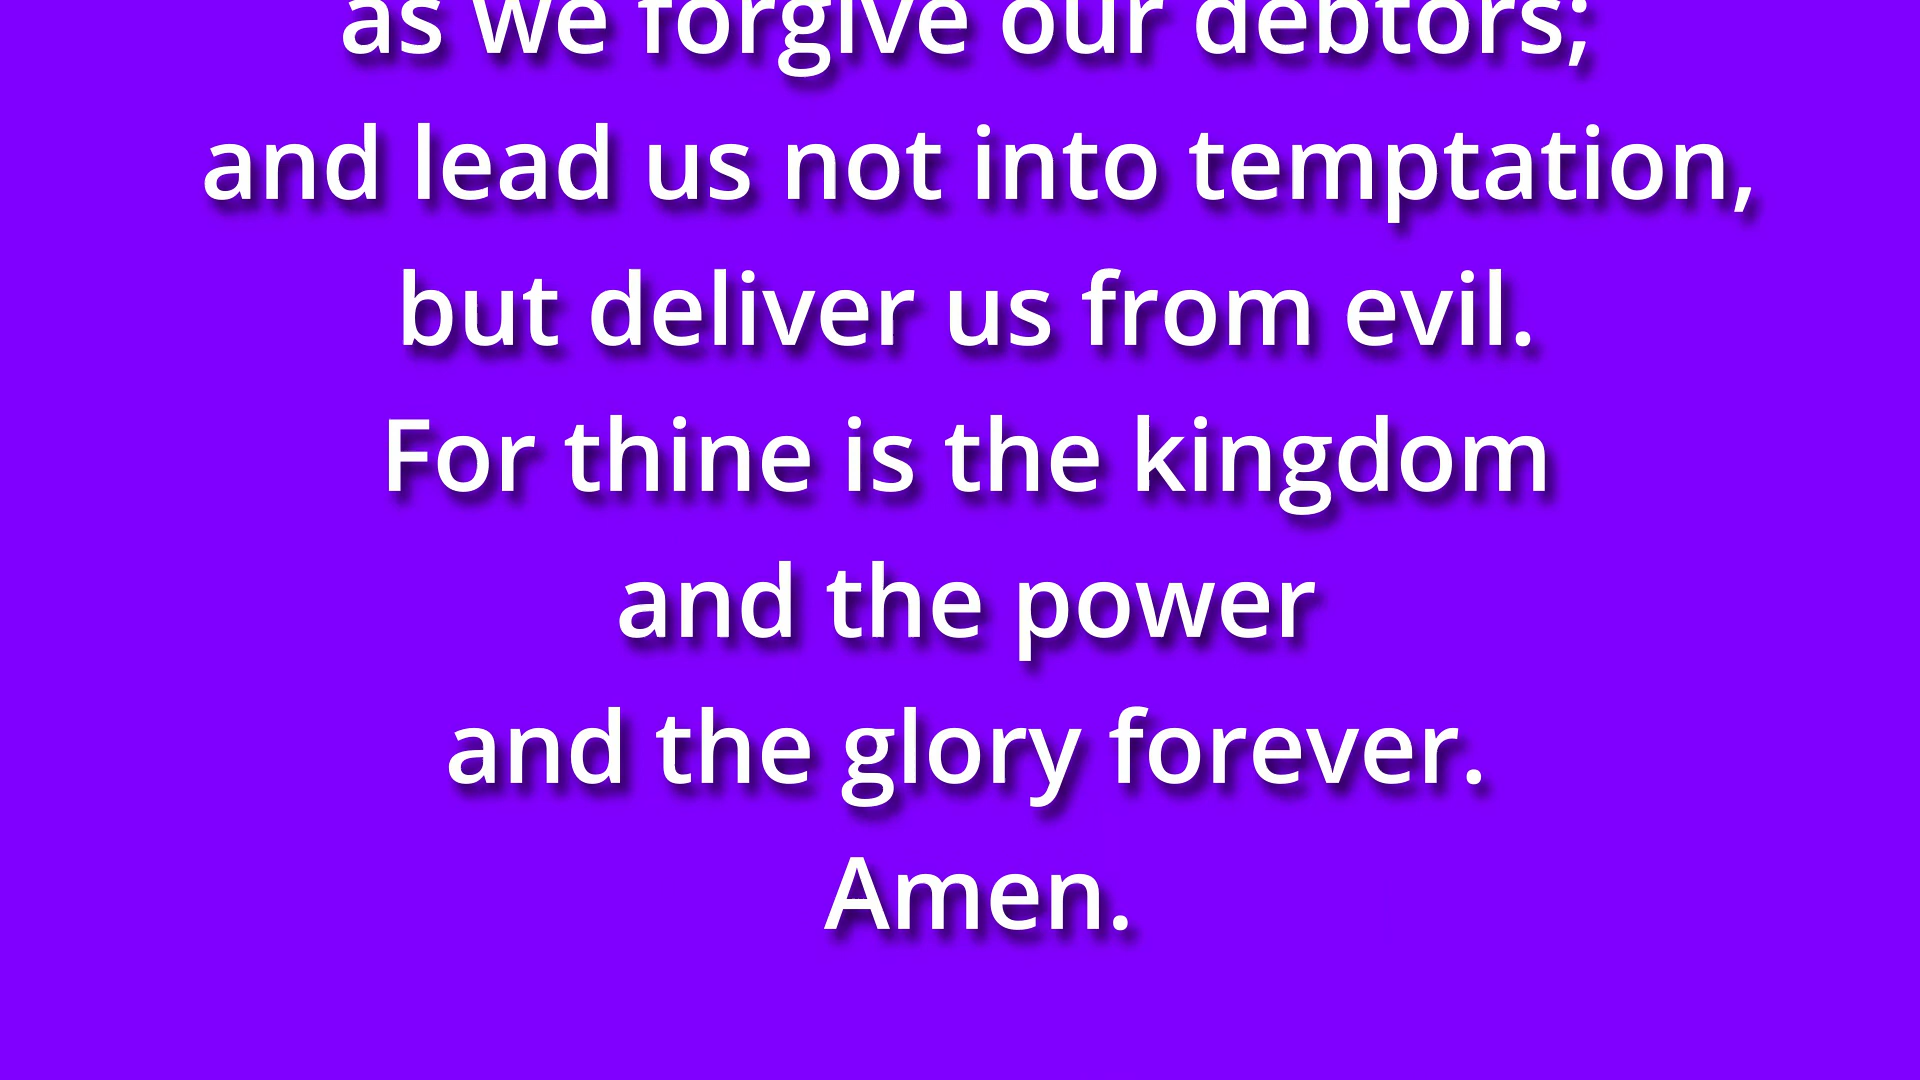 as we forgive our debtors;
and lead us not into temptation,
but deliver us from evil.
For thine is the kingdom
and the power
and the glory forever.
Amen.